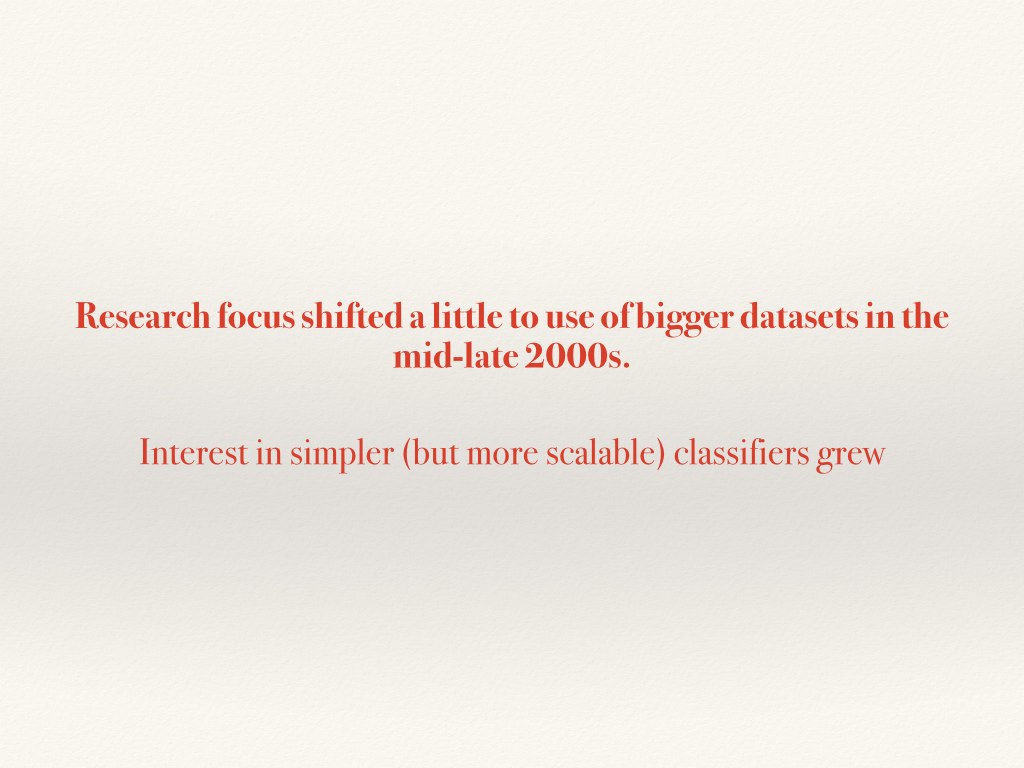 Research focus shifted a little to use of bigger datasets in the
mid-late 2000s.
Interest in simpler (but more scalable) classifiers grew